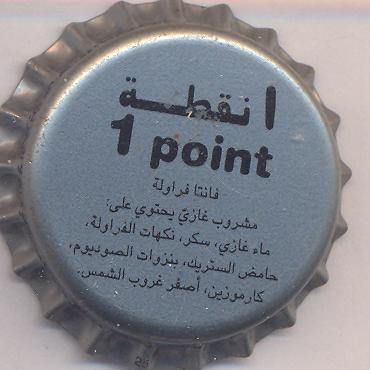 ١ نقطة
1 point
فانتا فراولة
مشروب غازي يحتوي على:
ماء غازي، سكر، نكهات الفراولة،
حامض الستريك، بنزوات الصوديوم،
كارموزين، أصفر غروب الشمس.